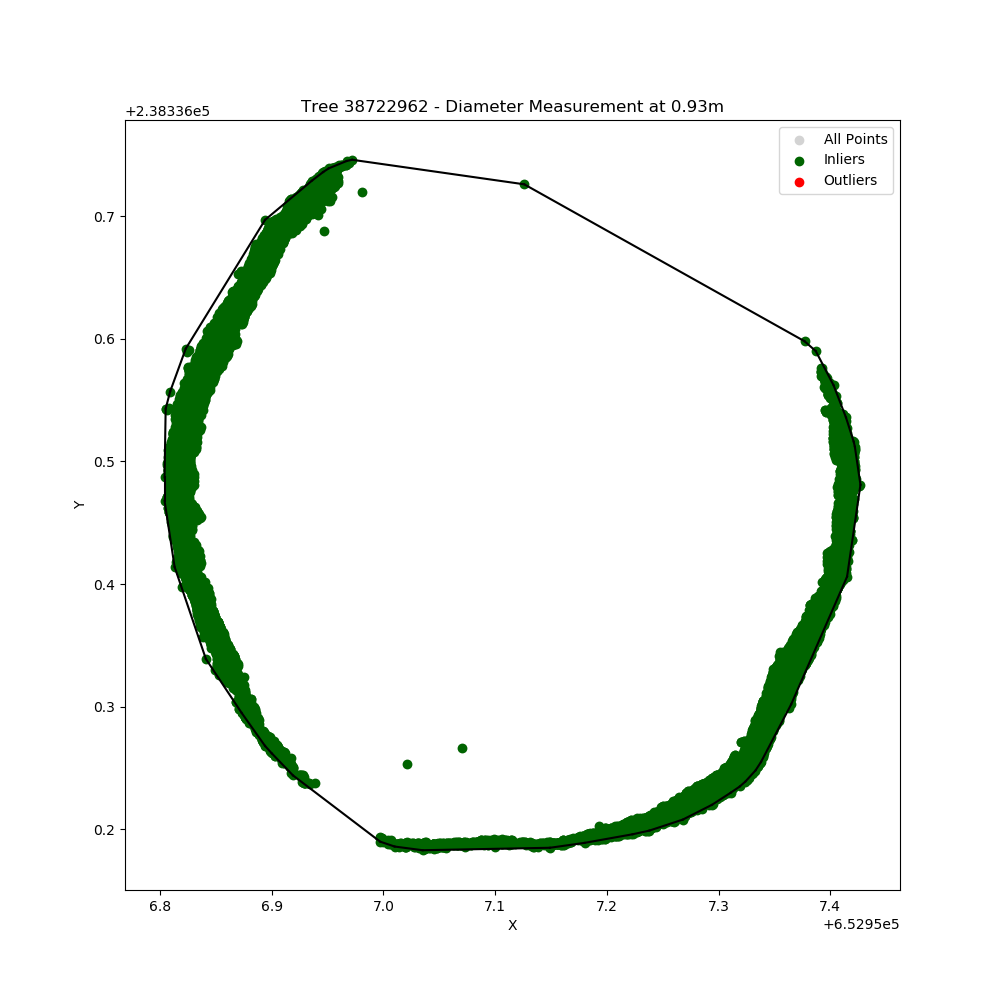 Tree 38722962 - Diameter Measurement at 0.93m
+2.38336e5
All Points
Inliers
Outliers
0.7
0.6
0.5
0.4
0.3
0.2
Y
6.8 6.9 7.0 7.1 7.2 7.3 7.4
X
+6.5295e5